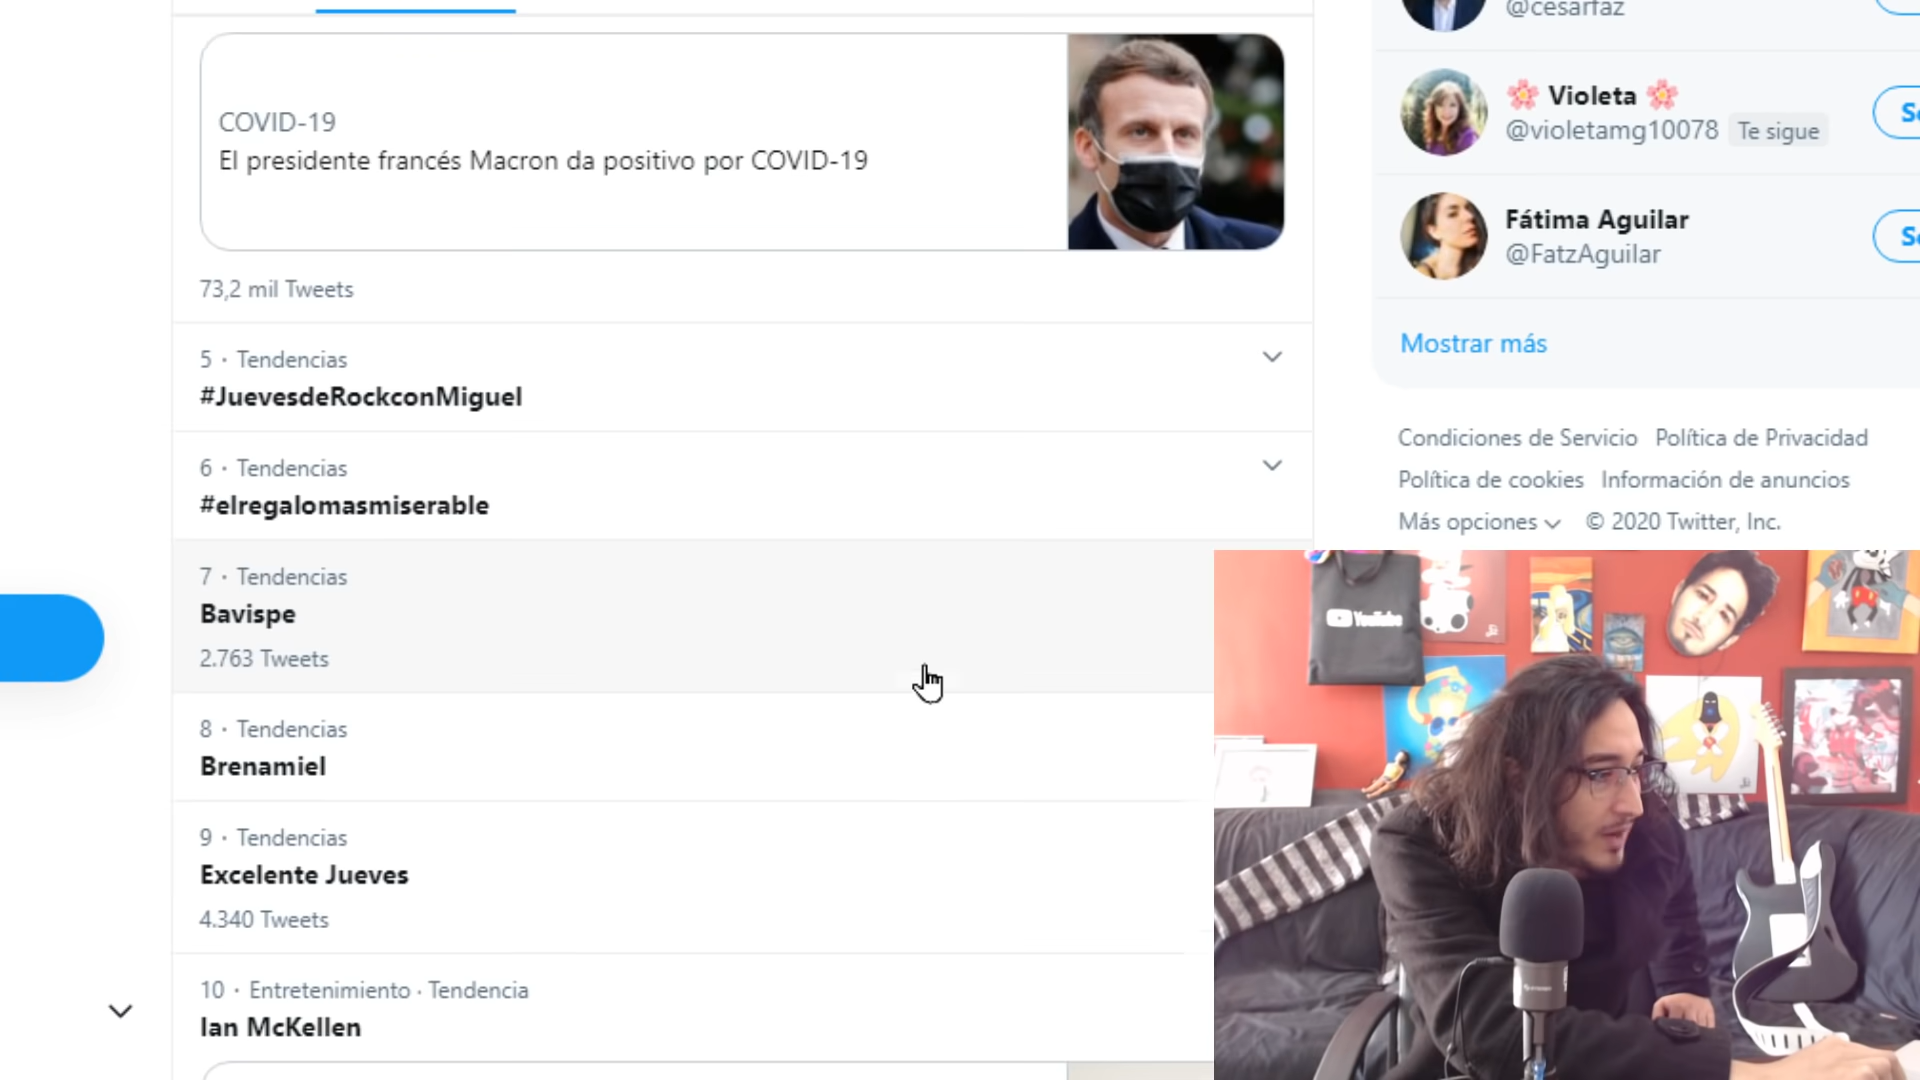 COVID-19
El presidente francés Macron da positivo por COVID-19
73,2 mil Tweets
5 · Tendencias
#JuevesdeRockconMiguel
6 · Tendencias
#elregalomasmiserable
7 · Tendencias
Bavispe
2.763 Tweets
8 · Tendencias
Brenamiel
9 · Tendencias
Excelente Jueves
4.340 Tweets
10 · Entretenimiento · Tendencia
Ian McKellen
@cesarfaz
🌸 Violeta 🌸
@violetamg10078 Te sigue
Fátima Aguilar
@FatzAguilar
Mostrar más
Condiciones de Servicio Política de Privacidad
Política de cookies Información de anuncios
Más opciones © 2020 Twitter, Inc.
YouTube